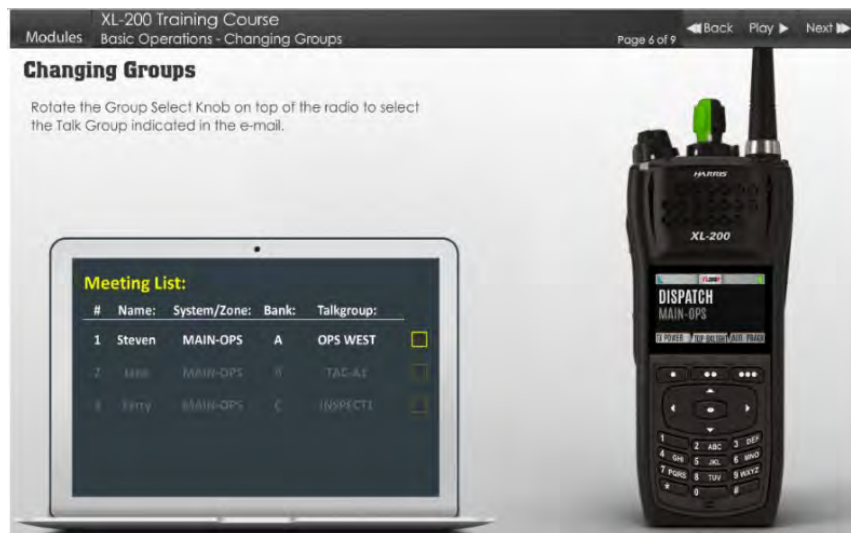 XL-200 Training Course
Modules Basic Operations - Changing Groups
Page 6 of 9
Back Play Next
Changing Groups
Rotate the Group Select Knob on top of the radio to select
the Talk Group indicated in the e-mail.
Meeting List:
# Name: System/Zone: Bank: Talkgroup:
1 Steven MAIN-OPS A OPS WEST
2 MAIN-OPS B TAC-A1
MAIN-OPS C INSPECT1
HARRIS
XL-200
DISPATCH
MAIN-OPS
TX POWER
1
2 ABC
3 DEF
4 GHI
5 JKL
6 MNO
7 PQRS
8 TUV
9 WXYZ
*
0
#